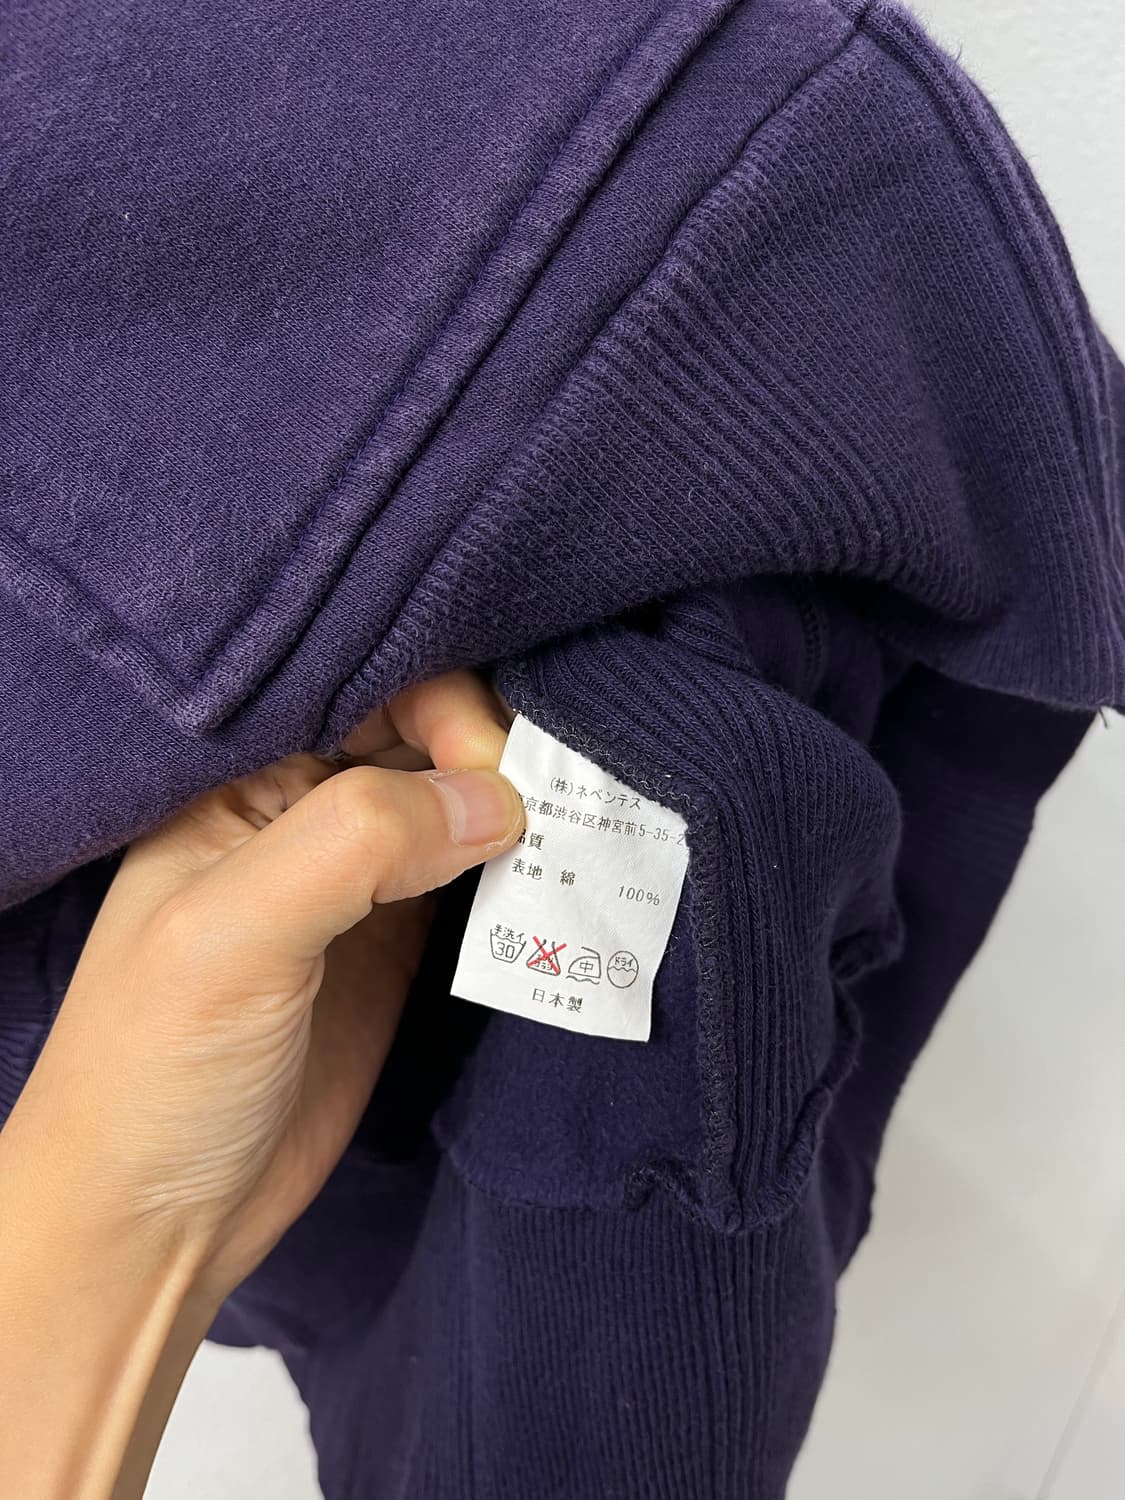 (株)ネペンテス
京都渋谷区神宮前5-35-2
品質
表地 綿 100%
手洗イ 30 中 ドライ
日本製